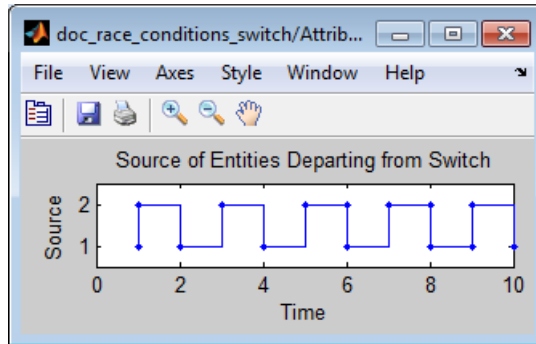 doc_race_conditions_switch/Attrib...
File View Axes Style Window Help
Source of Entities Departing from Switch
Source
2
1
0 2 4 6 8 10
Time